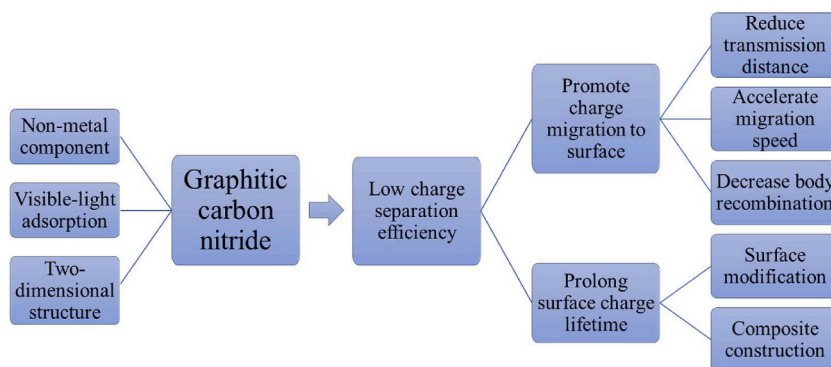 Non-metal
component
Visible-light
adsorption
Two-
dimensional
structure
Graphitic
carbon
nitride
Low charge
separation
efficiency
Promote
charge
migration to
surface
Prolong
surface charge
lifetime
Reduce
transmission
distance
Accelerate
migration
speed
Decrease body
recombination
Surface
modification
Composite
construction